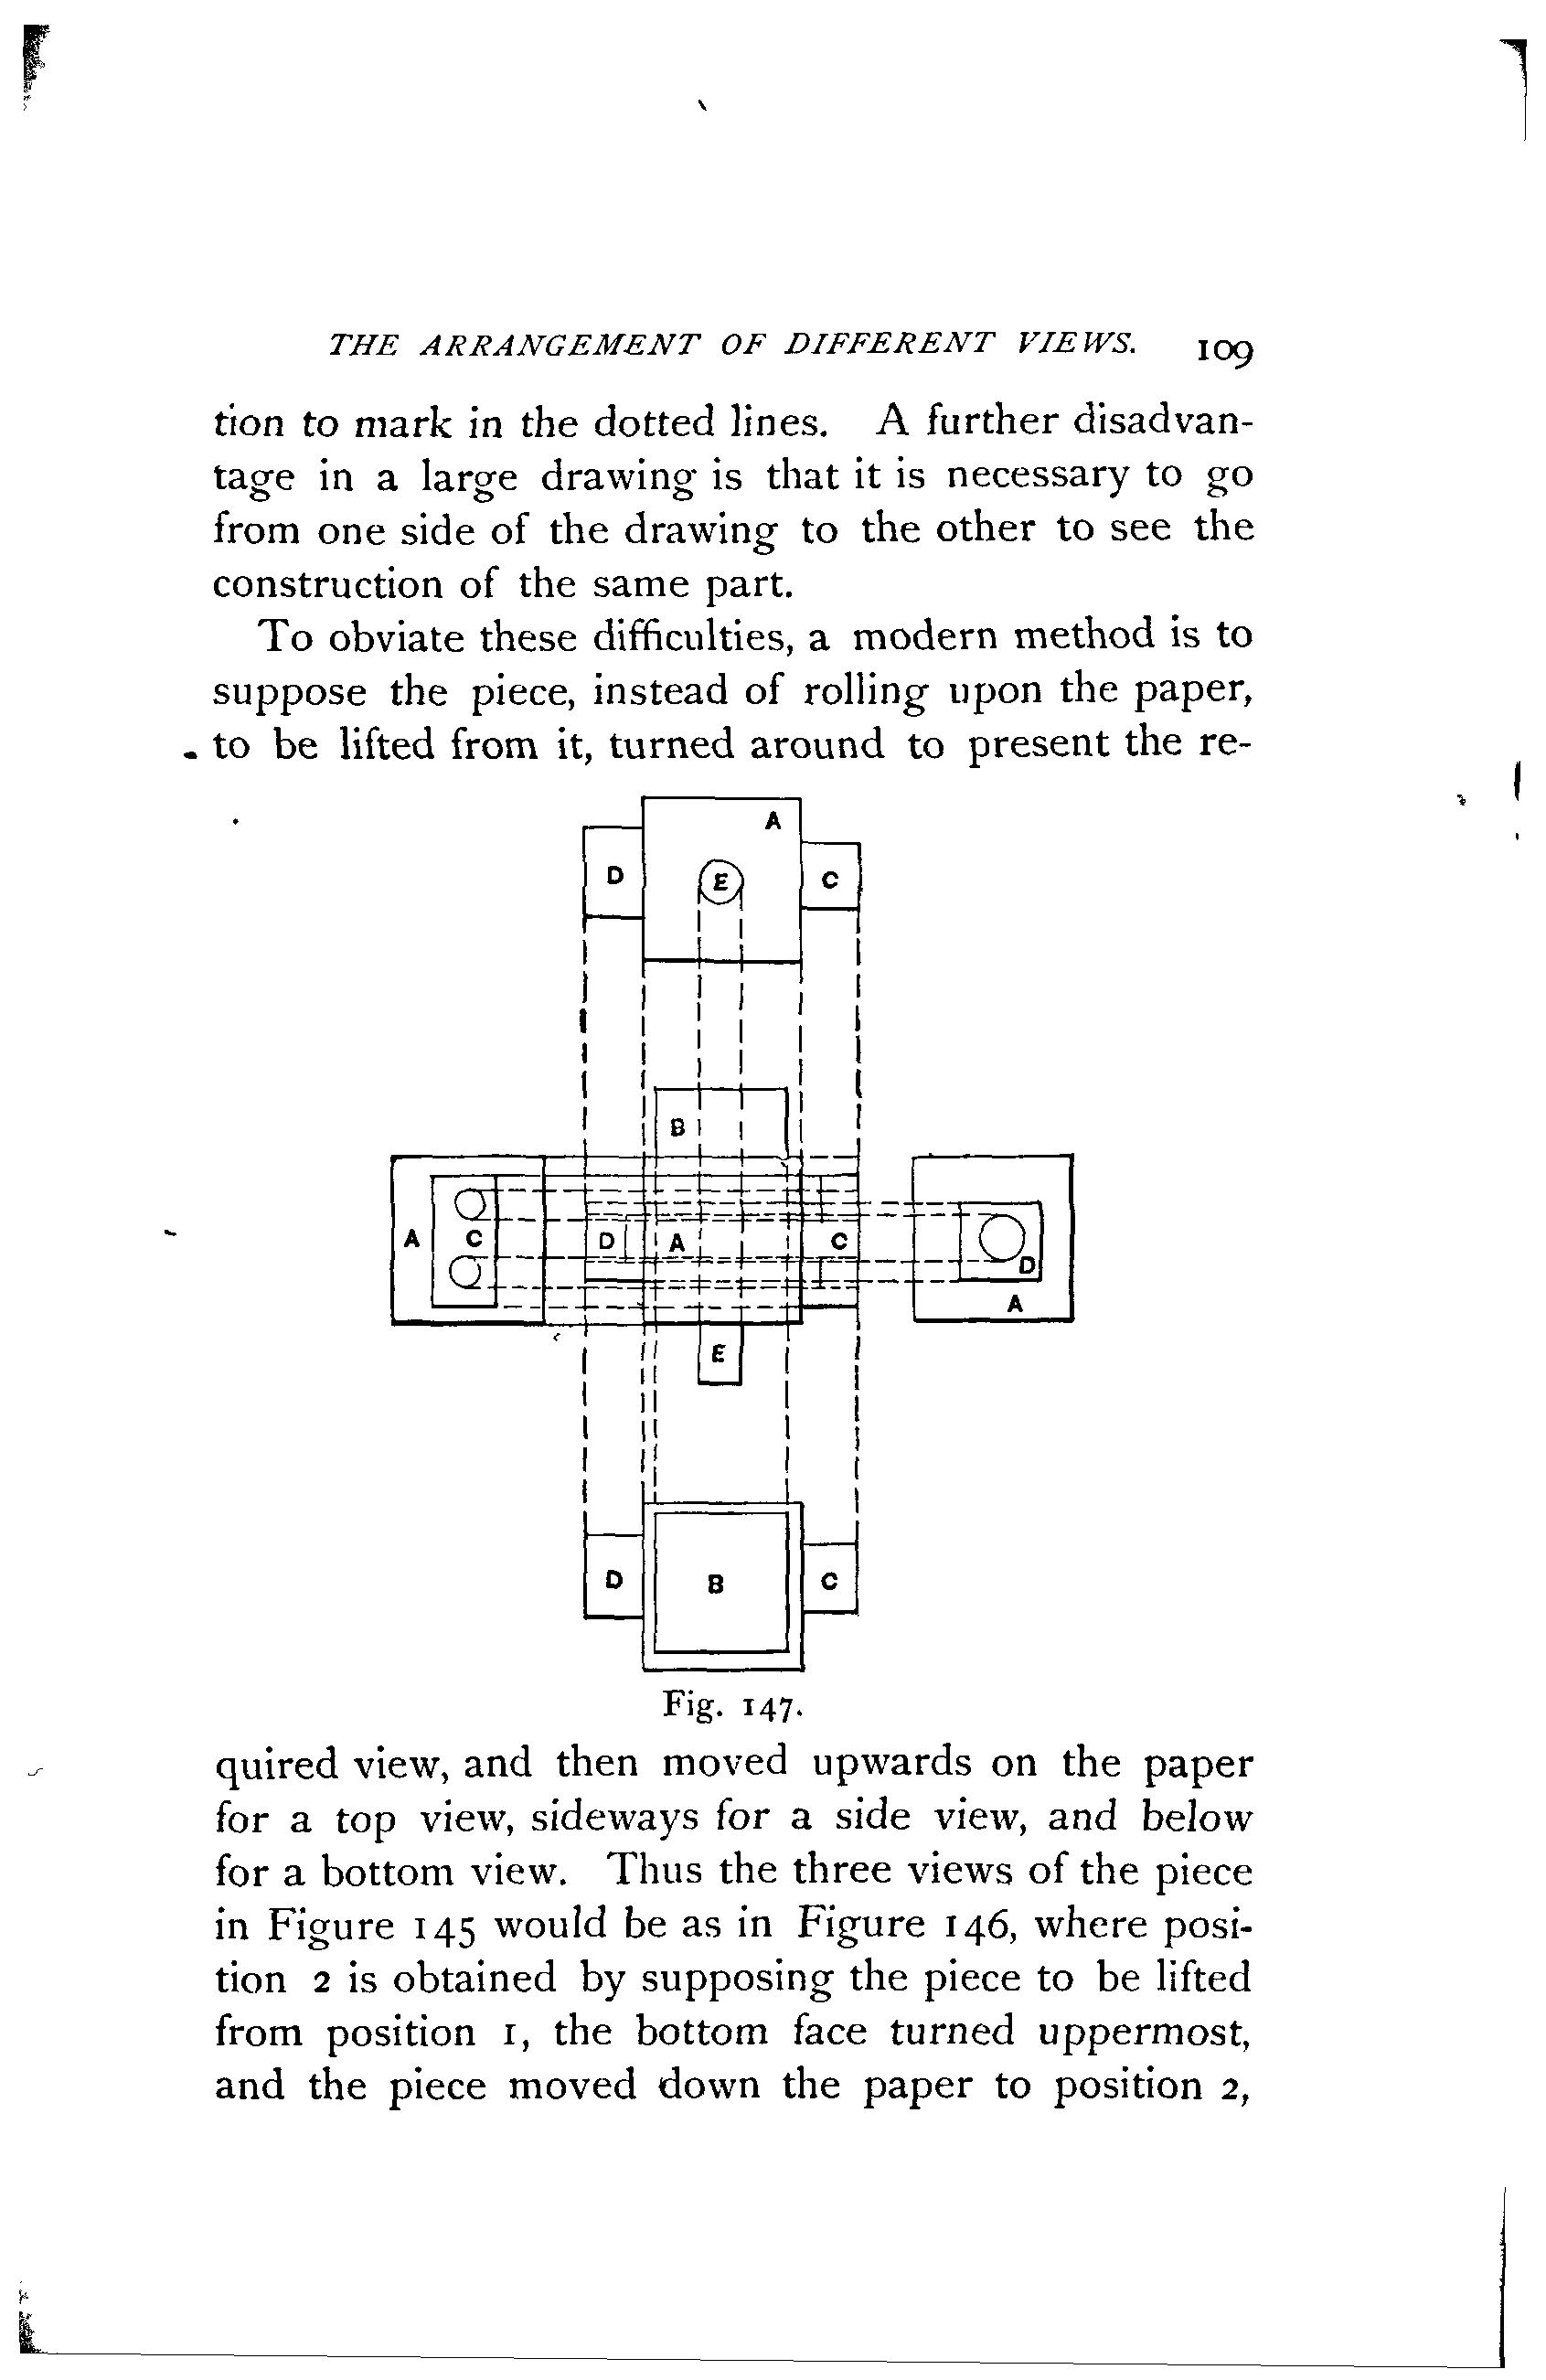 THE ARRANGEMENT OF DIFFERENT VIEWS. 109
tion to mark in the dotted lines. A further disadvan-
tage in a large drawing is that it is necessary to go
from one side of the drawing to the other to see the
construction of the same part.
To obviate these difficulties, a modern method is to
suppose the piece, instead of rolling upon the paper,
to be lifted from it, turned around to present the re-
A
D E C
B
A C D A C D
A
E
D B C
Fig. 147.
quired view, and then moved upwards on the paper
for a top view, sideways for a side view, and below
for a bottom view. Thus the three views of the piece
in Figure 145 would be as in Figure 146, where posi-
tion 2 is obtained by supposing the piece to be lifted
from position 1, the bottom face turned uppermost,
and the piece moved down the paper to position 2,